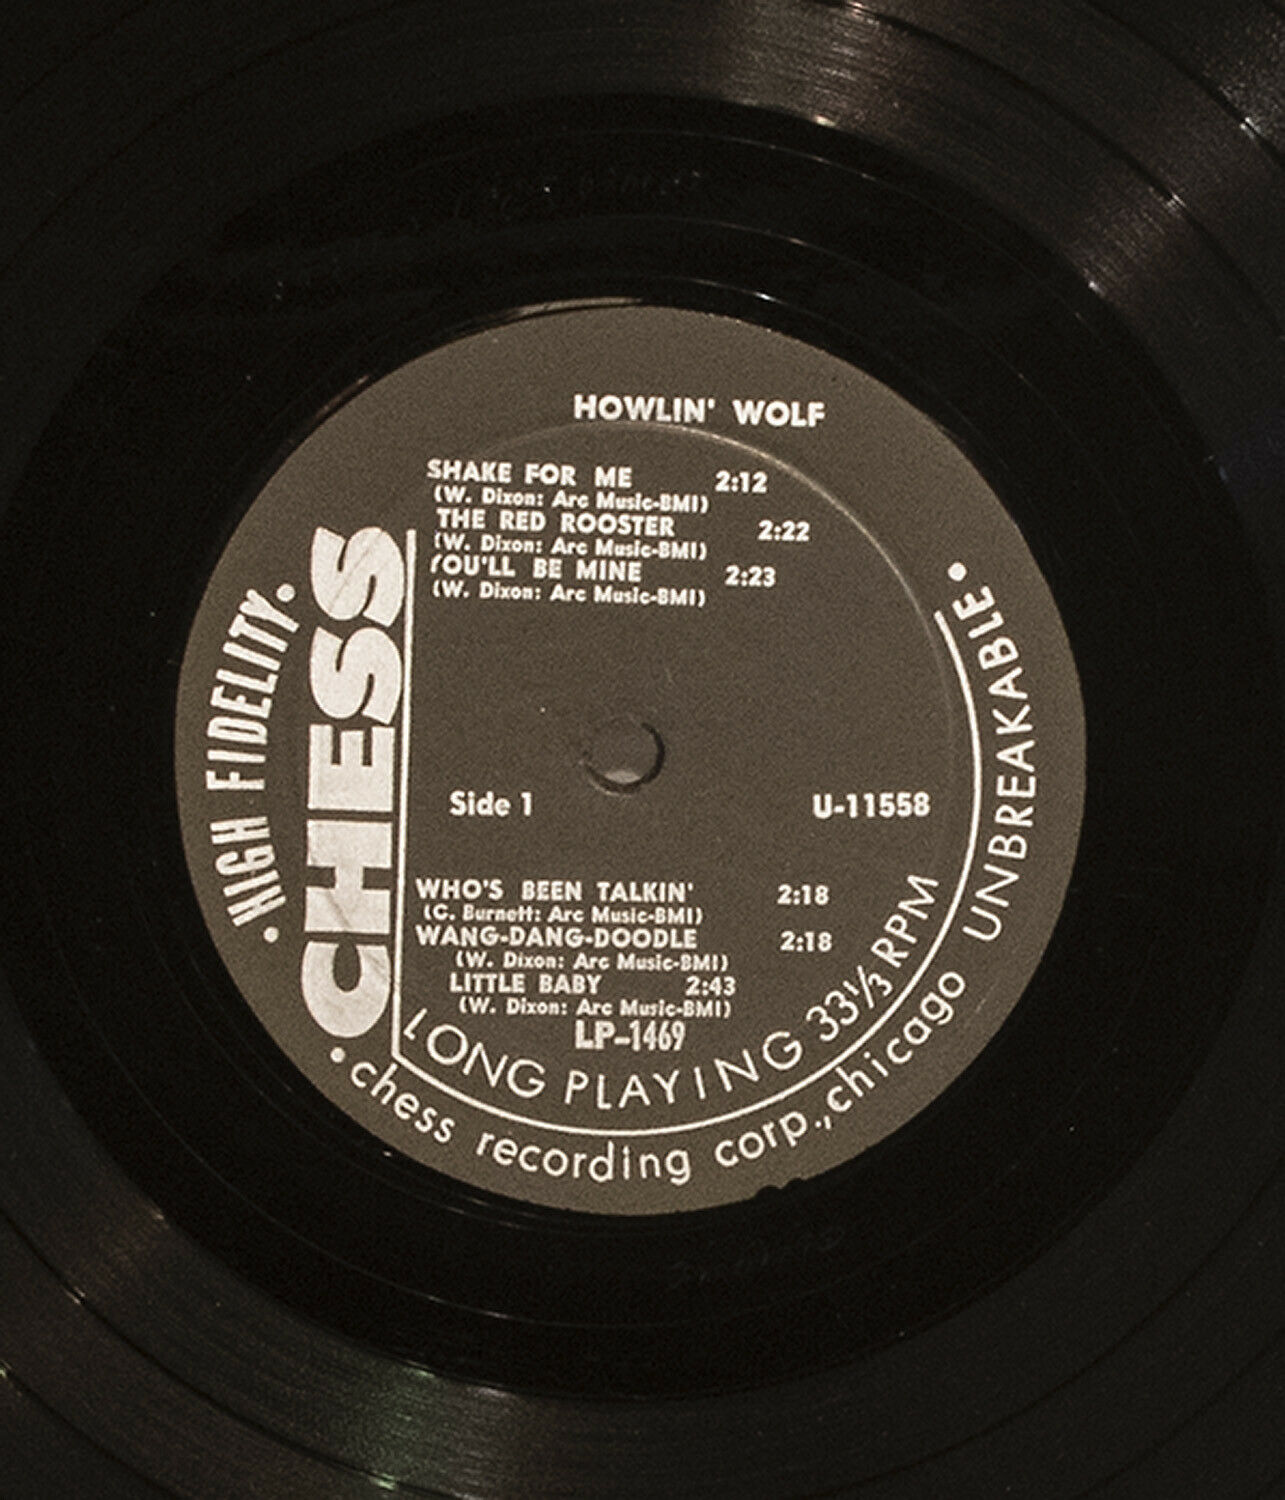 HOWLIN' WOLF
SHAKE FOR ME 2:12
(W. Dixon: Arc Music-BMI)
THE RED ROOSTER 2:22
(W. Dixon: Arc Music-BMI)
YOU'LL BE MINE 2:23
(W. Dixon: Arc Music-BMI)
• HIGH FIDELITY •
CHESS
Side 1 U-11558
WHO'S BEEN TALKIN' 2:18
(C. Burnett: Arc Music-BMI)
WANG-DANG-DOODLE 2:18
(W. Dixon: Arc Music-BMI)
LITTLE BABY 2:43
(W. Dixon: Arc Music-BMI)
LP-1469
LONG PLAYING 33⅓ RPM
• chess recording corp., chicago UNBREAKABLE •